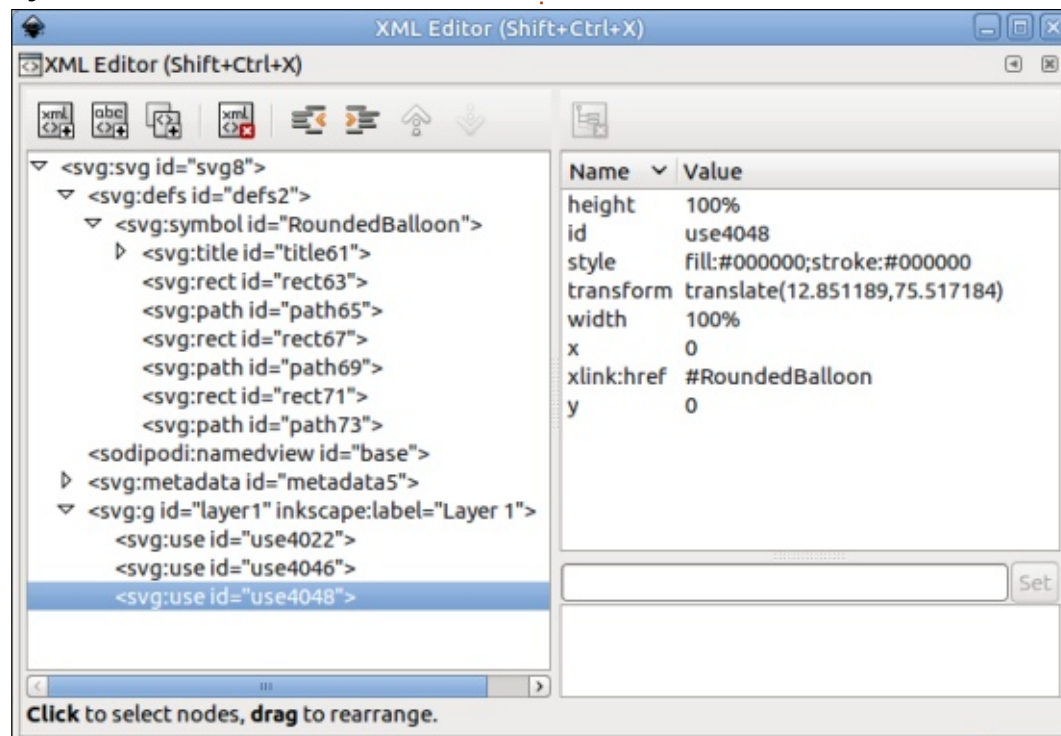 XML Editor (Shift+Ctrl+X)
XML Editor (Shift+Ctrl+X)
xml
abc
xml
<svg:svg id="svg8">
<svg:defs id="defs2">
<svg:symbol id="RoundedBalloon">
<svg:title id="title61">
<svg:rect id="rect63">
<svg:path id="path65">
<svg:rect id="rect67">
<svg:path id="path69">
<svg:rect id="rect71">
<svg:path id="path73">
<sodipodi:namedview id="base">
<svg:metadata id="metadata5">
<svg:g id="layer1" inkscape:label="Layer 1">
<svg:use id="use4022">
<svg:use id="use4046">
<svg:use id="use4048">
Name Value
height 100%
id use4048
style fill:#000000;stroke:#000000
transform translate(12.851189,75.517184)
width 100%
x 0
xlink:href #RoundedBalloon
y 0
Set
Click to select nodes, drag to rearrange.